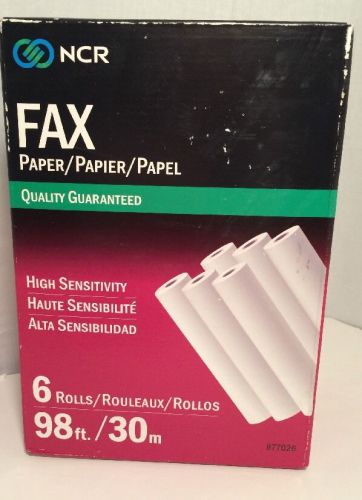 NCR
FAX
PAPER/PAPIER/PAPEL
QUALITY GUARANTEED
HIGH SENSITIVITY
HAUTE SENSIBILITÉ
ALTA SENSIBILIDAD
6 ROLLS/ROULEAUX/ROLLOS
98ft./30m
877026